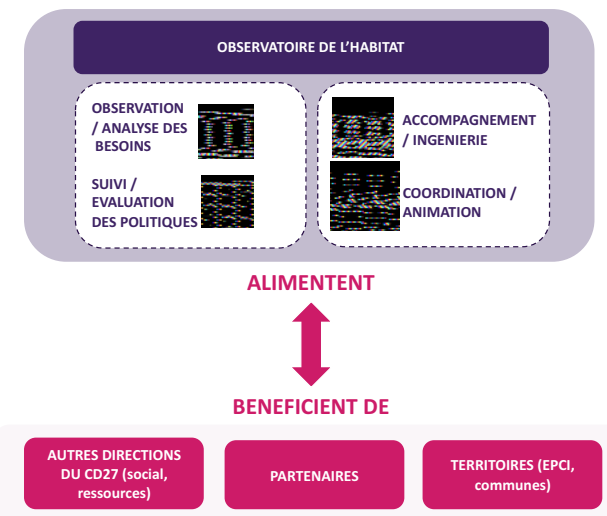 OBSERVATOIRE DE L’HABITAT
OBSERVATION
/ ANALYSE DES
BESOINS
SUIVI /
EVALUATION
DES POLITIQUES
ACCOMPAGNEMENT
/ INGENIERIE
COORDINATION /
ANIMATION
ALIMENTENT
BENEFICIENT DE
AUTRES DIRECTIONS
DU CD27 (social,
ressources)
PARTENAIRES
TERRITOIRES (EPCI,
communes)